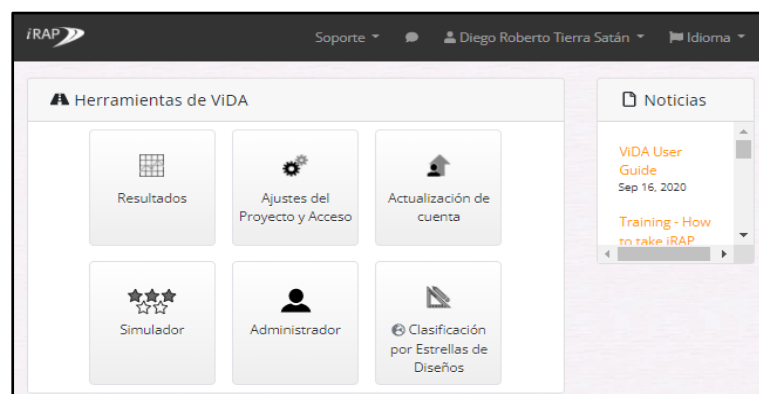 iRAP
Soporte
Diego Roberto Tierra Satán
Idioma
Herramientas de ViDA
Resultados
Ajustes del
Proyecto y Acceso
Actualización de
cuenta
Simulador
Administrador
Clasificación
por Estrellas de
Diseños
Noticias
ViDA User
Guide
Sep 16, 2020
Training - How
to take iRAP